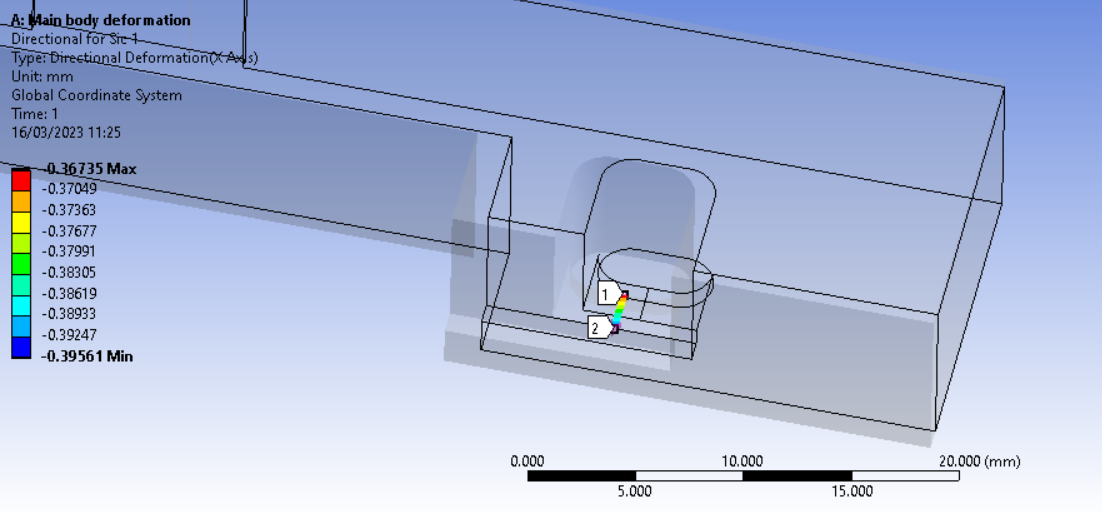 A: Main body deformation
Directional for Sic 1
Type: Directional Deformation(X Axis)
Unit: mm
Global Coordinate System
Time: 1
16/03/2023 11:25
-0.36735 Max
-0.37049
-0.37363
-0.37677
-0.37991
-0.38305
-0.38619
-0.38933
-0.39247
-0.39561 Min
1
2
0.000 10.000 20.000 (mm)
5.000 15.000